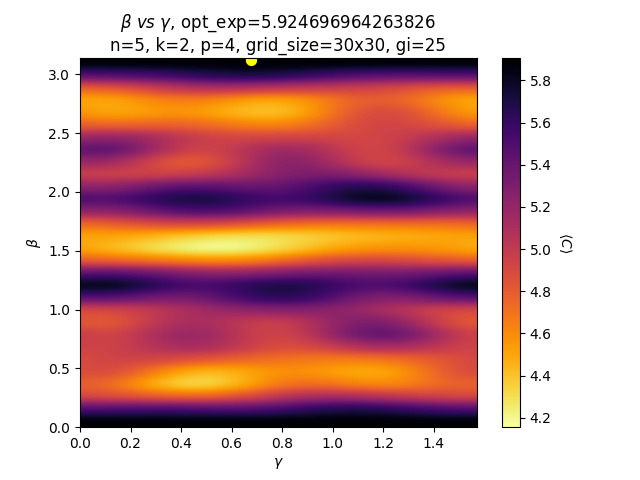 β vs γ, opt_exp=5.924696964263826
n=5, k=2, p=4, grid_size=30x30, gi=25
3.0
2.5
2.0
1.5
1.0
0.5
0.0
β
0.0 0.2 0.4 0.6 0.8 1.0 1.2 1.4
γ
5.8
5.6
5.4
5.2
5.0
4.8
4.6
4.4
4.2
⟨C⟩